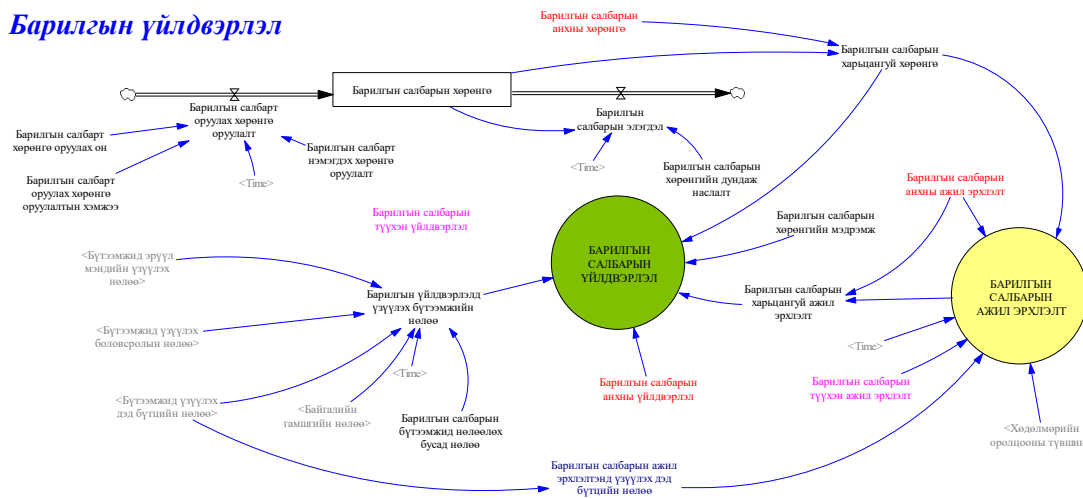 Барилгын үйлдвэрлэл
Барилгын салбарын
анхны хөрөнгө
Барилгын салбарын
харьцангуй хөрөнгө
Барилгын салбарын хөрөнгө
Барилгын салбарт
оруулах хөрөнгө
оруулалт
Барилгын
салбарын элэгдэл
Барилгын салбарт
хөрөнгө оруулах он
Барилгын салбарт
нэмэгдэх хөрөнгө
оруулалт
<Time>
<Time>
Барилгын салбарын
хөрөнгийн дундаж
наслалт
Барилгын салбарт
оруулах хөрөнгө
оруулалтын хэмжээ
Барилгын салбарын
анхны ажил эрхлэлт
Барилгын салбарын
түүхэн үйлдвэрлэл
Барилгын салбарын
хөрөнгийн мэдрэмж
БАРИЛГЫН
САЛБАРЫН
ҮЙЛДВЭРЛЭЛ
<Бүтээмжид эрүүл
мэндийн үзүүлэх
нөлөө>
Барилгын үйлдвэрлэлд
үзүүлэх бүтээмжийн
нөлөө
Барилгын салбарын
харьцангуй ажил
эрхлэлт
БАРИЛГЫН
САЛБАРЫН
АЖИЛ ЭРХЛЭЛТ
<Бүтээмжид үзүүлэх
боловсролын нөлөө>
<Time>
<Time>
Барилгын салбарын
анхны үйлдвэрлэл
Барилгын салбарын
түүхэн ажил эрхлэлт
<Бүтээмжид үзүүлэх
дэд бүтцийн нөлөө>
<Байгалийн
гамшгийн нөлөө>
Барилгын салбарын
бүтээмжид нөлөөлөх
бусад нөлөө
<Хөдөлмөрийн
оролцооны түвшин
Барилгын салбарын ажил
эрхлэлтэнд үзүүлэх дэд
бүтцийн нөлөө